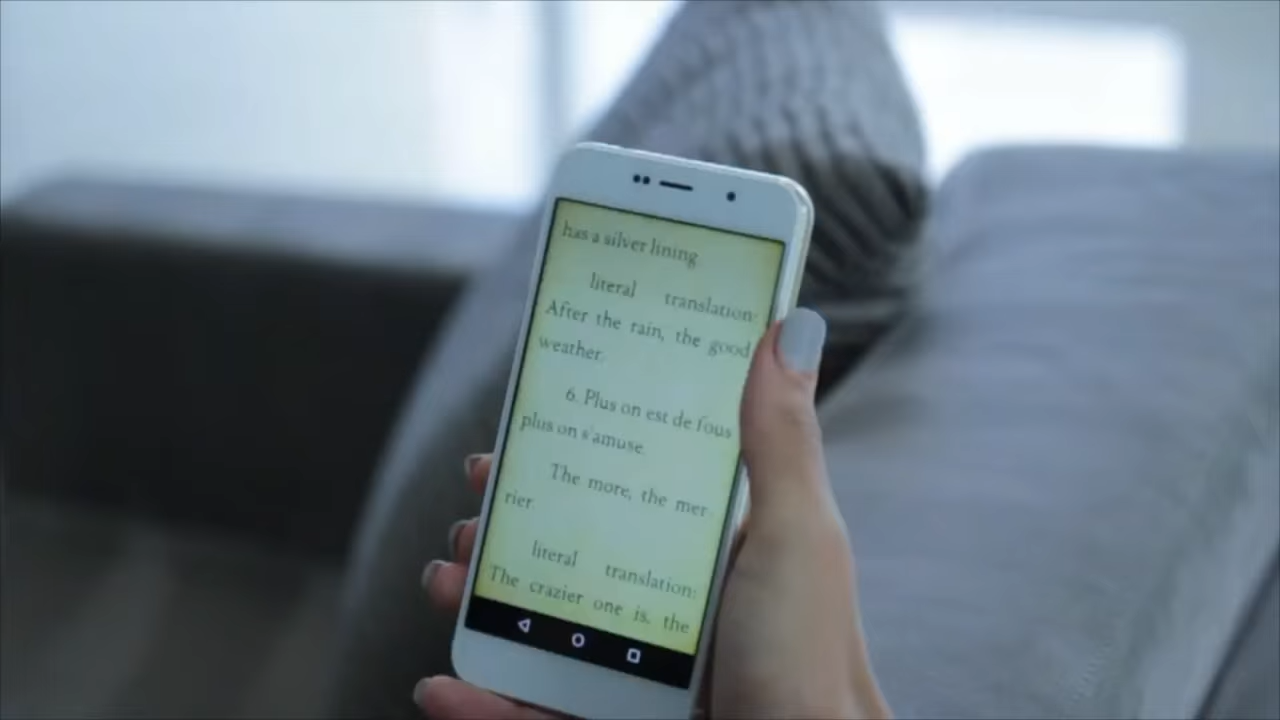 has a silver lining
literal translation:
After the rain, the good
weather.
6. Plus on est de fous
plus on s'amuse.
The more, the mer
rier.
literal translation:
The crazier one is, the